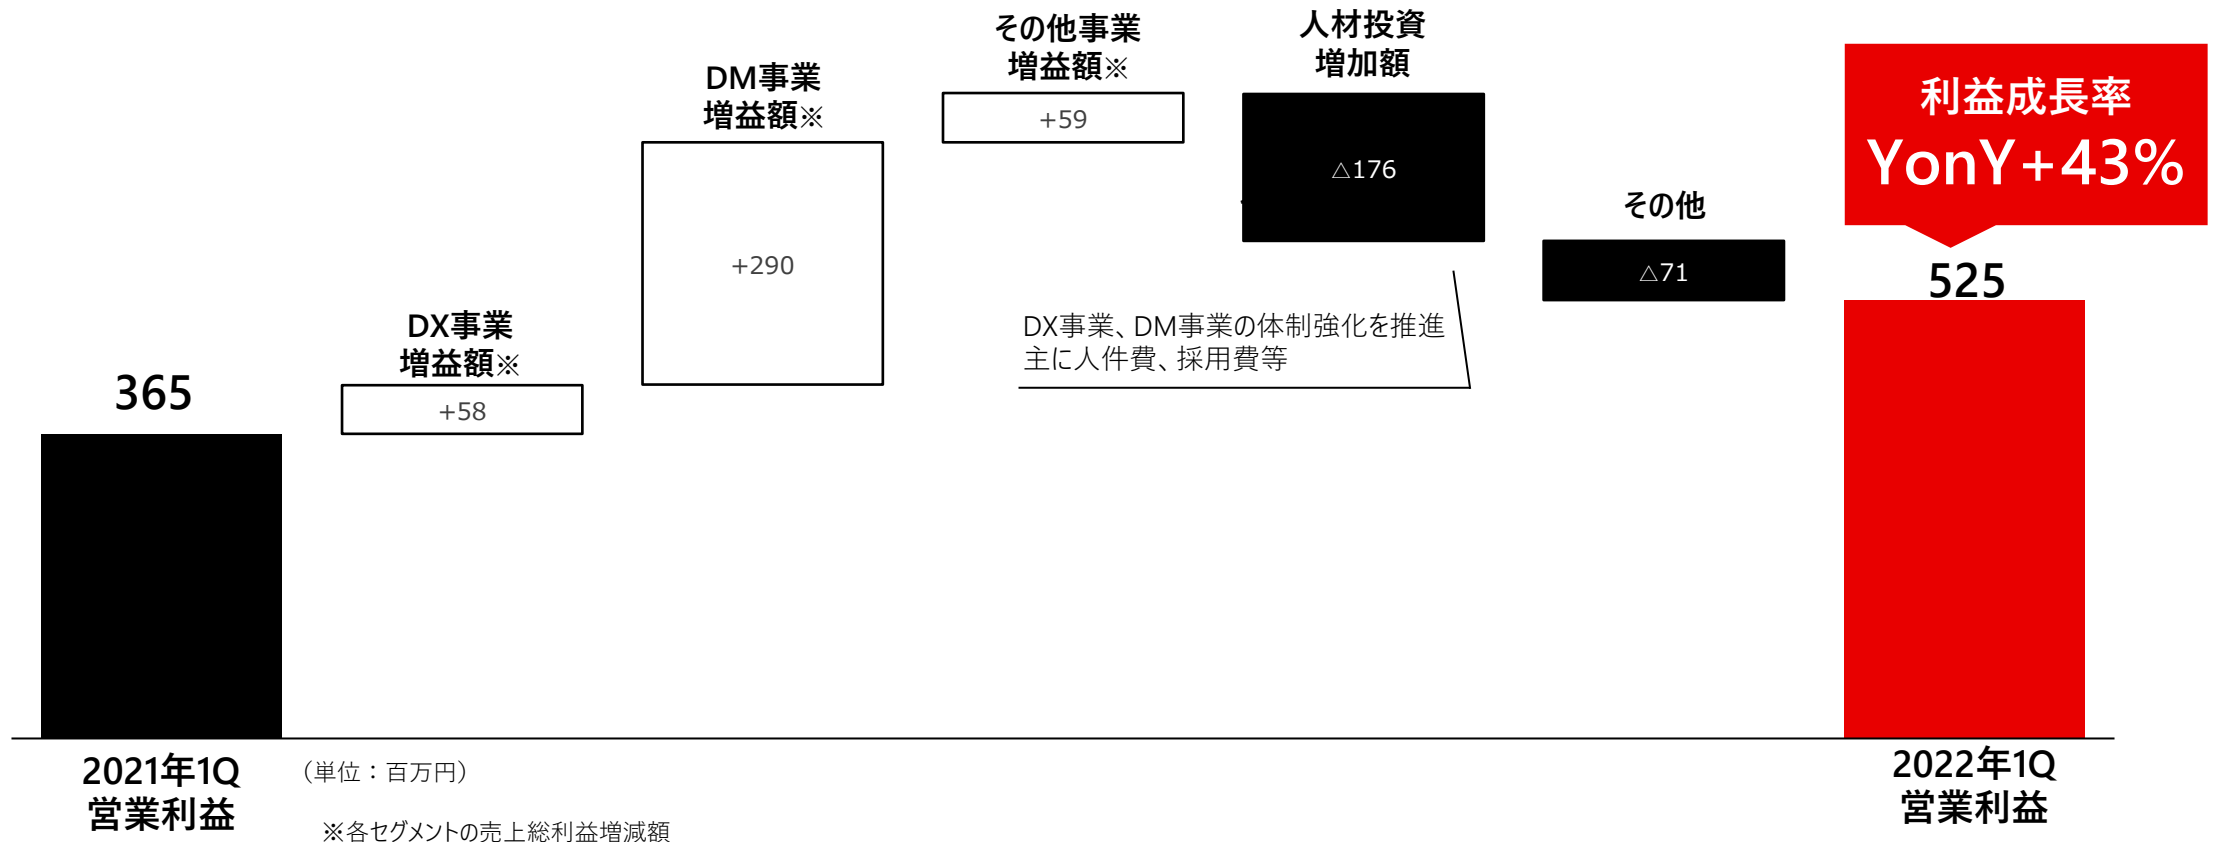 その他事業
増益額※
人材投資
増加額
DM事業
増益額※
利益成長率
YonY+43%
+59
△176
その他
+290
△71
525
DX事業
増益額※
DX事業、DM事業の体制強化を推進
主に人件費、採用費等
365
+58
2021年1Q
営業利益
（単位：百万円）
2022年1Q
営業利益
※各セグメントの売上総利益増減額